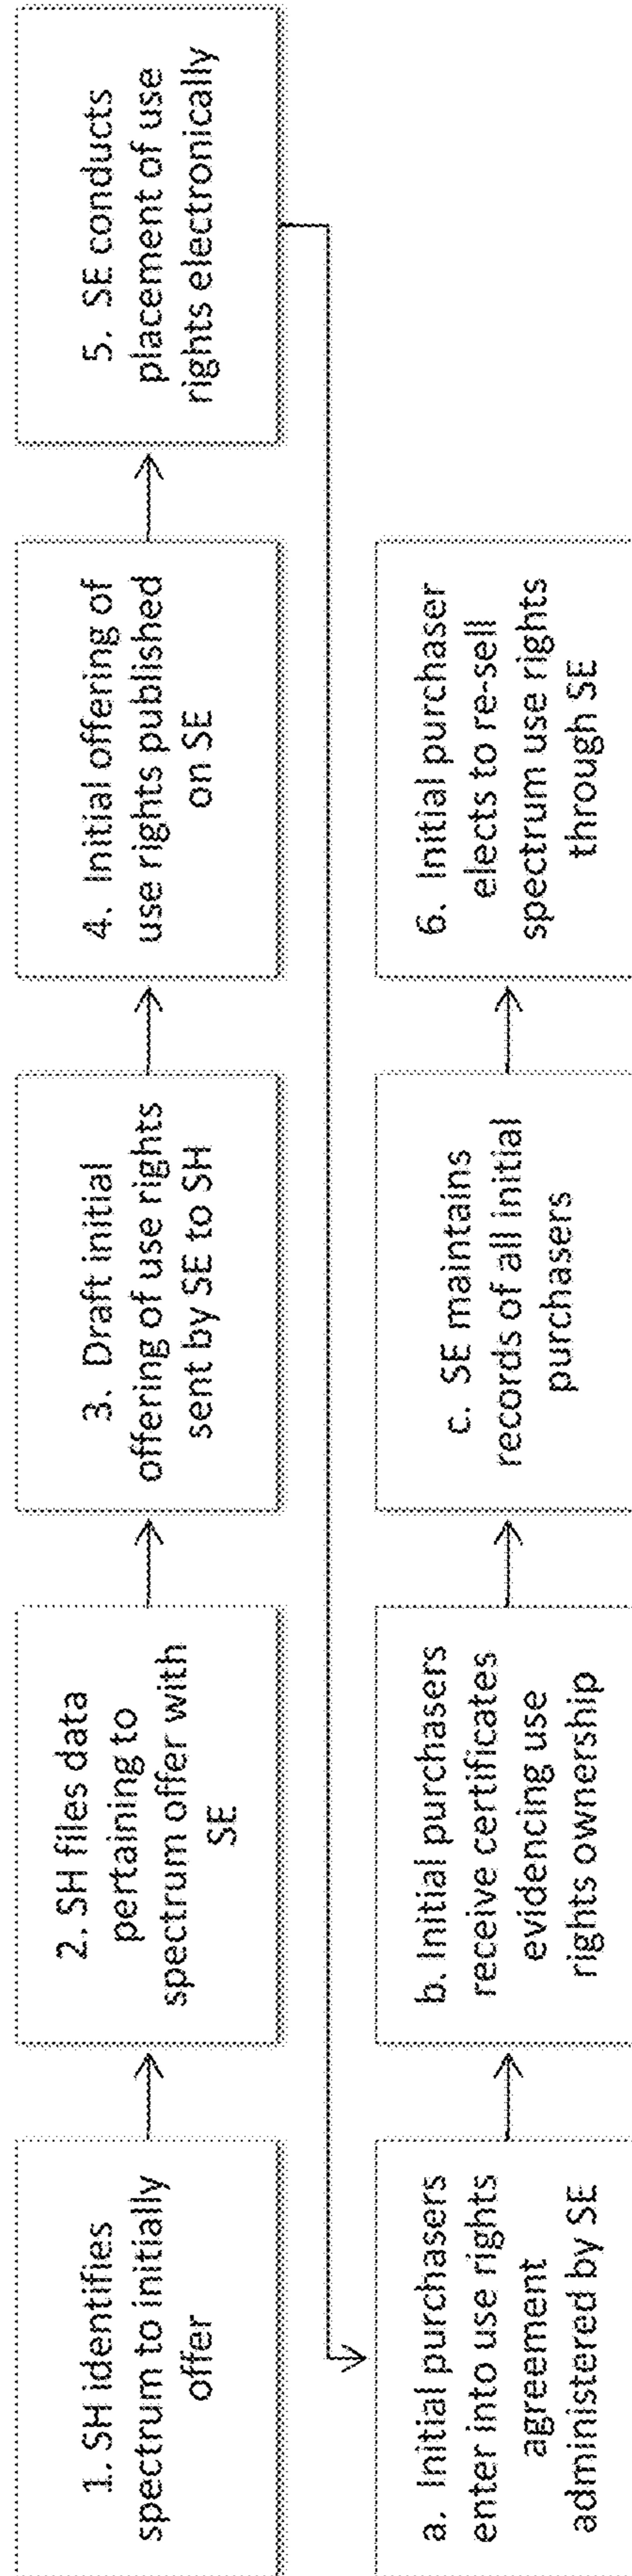 1. SH identifies
spectrum to initially
offer
2. SH files data
pertaining to
spectrum offer with
SE
3. Draft initial
offering of use rights
sent by SE to SH
4. Initial offering of
use rights published
on SE
5. SE conducts
placement of use
rights electronically
a. Initial purchasers
enter into use rights
agreement
administered by SE
b. Initial purchasers
receive certificates
evidencing use
rights ownership
c. SE maintains
records of all initial
purchasers
6. Initial purchaser
elects to re-sell
spectrum use rights
through SE